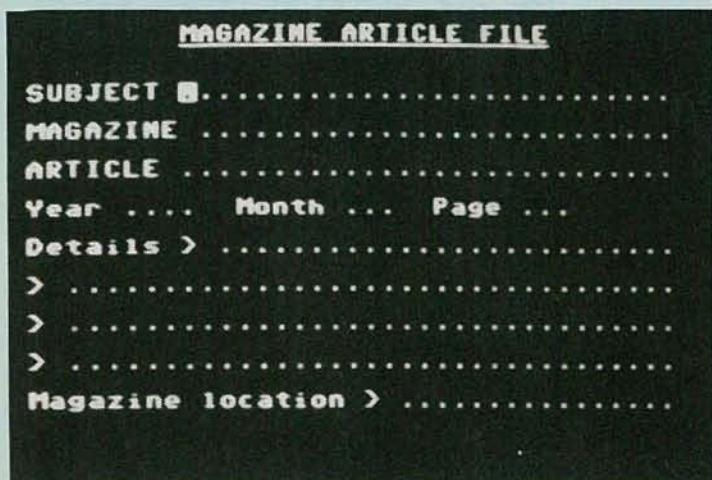 MAGAZINE ARTICLE FILE
SUBJECT ............................
MAGAZINE ...........................
ARTICLE ............................
Year .... Month ... Page ...
Details > ..........................
> ...................................
> ...................................
> ...................................
Magazine location > ................